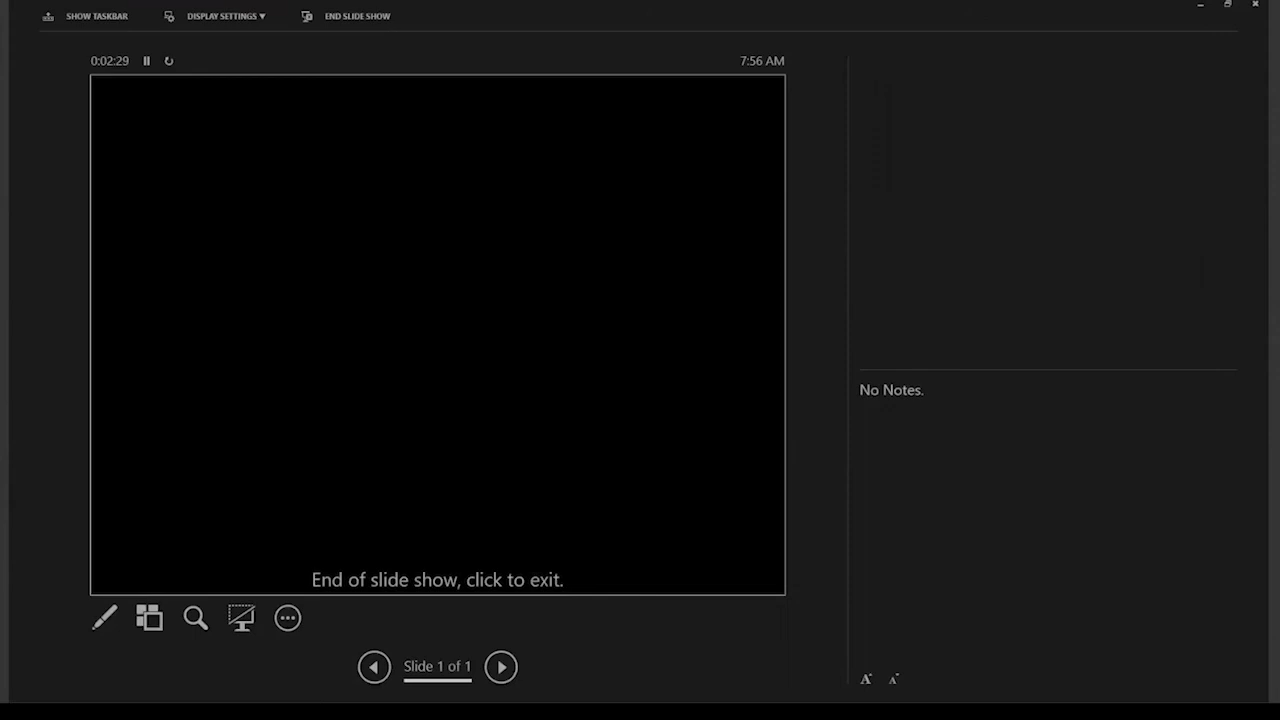 SHOW TASKBAR DISPLAY SETTINGS ▼ END SLIDE SHOW
0:02:29 7:56 AM
End of slide show, click to exit.
Slide 1 of 1
No Notes.
A A